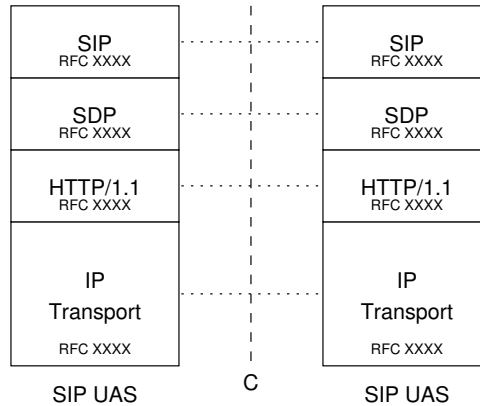 SIP SIP
RFC XXXX RFC XXXX
SDP SDP
RFC XXXX RFC XXXX
HTTP/1.1 HTTP/1.1
RFC XXXX RFC XXXX
IP IP
Transport Transport
RFC XXXX RFC XXXX
C
SIP UAS SIP UAS